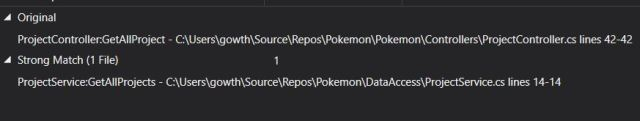 Original
ProjectController:GetAllProject - C:\Users\gowth\Source\Repos\Pokemon\Pokemon\Controllers\ProjectController.cs lines 42-42
Strong Match (1 File) 1
ProjectService:GetAllProjects - C:\Users\gowth\Source\Repos\Pokemon\DataAccess\ProjectService.cs lines 14-14